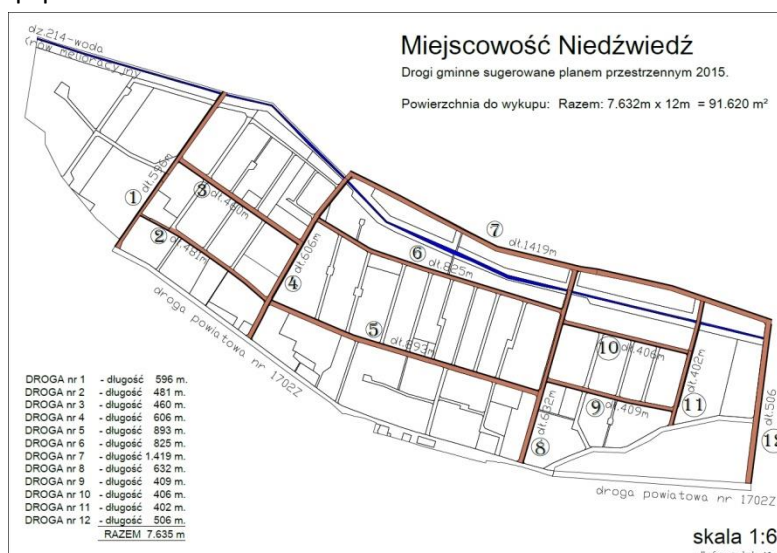 Miejscowość Niedźwiedź
Drogi gminne sugerowane planem przestrzennym 2015.
Powierzchnia do wykupu: Razem: 7.632m x 12m = 91.620 m²
dz.214-woda
(rów melioracyjny
1
dł.596m
3
dł.460m
2
dł.481m
4
dł.606m
7
dł.1419m
6
dł.825m
5
dł.893m
10
dł.406m
dł.402m
11
9
dł.409m
8
dł.632m
dł.506
12
droga powiatowa nr 1702Z
droga powiatowa nr 1702Z
DROGA nr 1 - długość 596 m.
DROGA nr 2 - długość 481 m.
DROGA nr 3 - długość 460 m.
DROGA nr 4 - długość 606 m.
DROGA nr 5 - długość 893 m.
DROGA nr 6 - długość 825 m.
DROGA nr 7 - długość 1.419 m.
DROGA nr 8 - długość 632 m.
DROGA nr 9 - długość 409 m.
DROGA nr 10 - długość 406 m.
DROGA nr 11 - długość 402 m.
DROGA nr 12 - długość 506 m.
RAZEM 7.635 m
skala 1:6